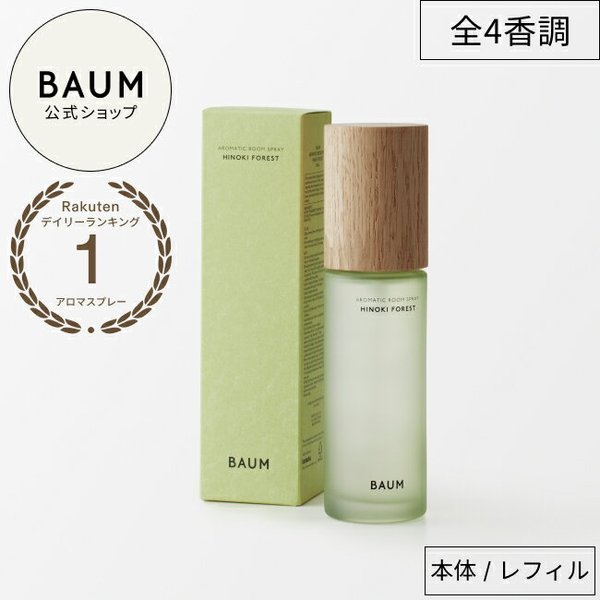 BAUM
公式ショップ
全4香調
Rakuten
デイリーランキング
1
アロマスプレー
AROMATIC ROOM SPRAY
HINOKI FOREST
BAUM
AROMATIC ROOM SPRAY
HINOKI FOREST
BAUM
本体 / レフィル